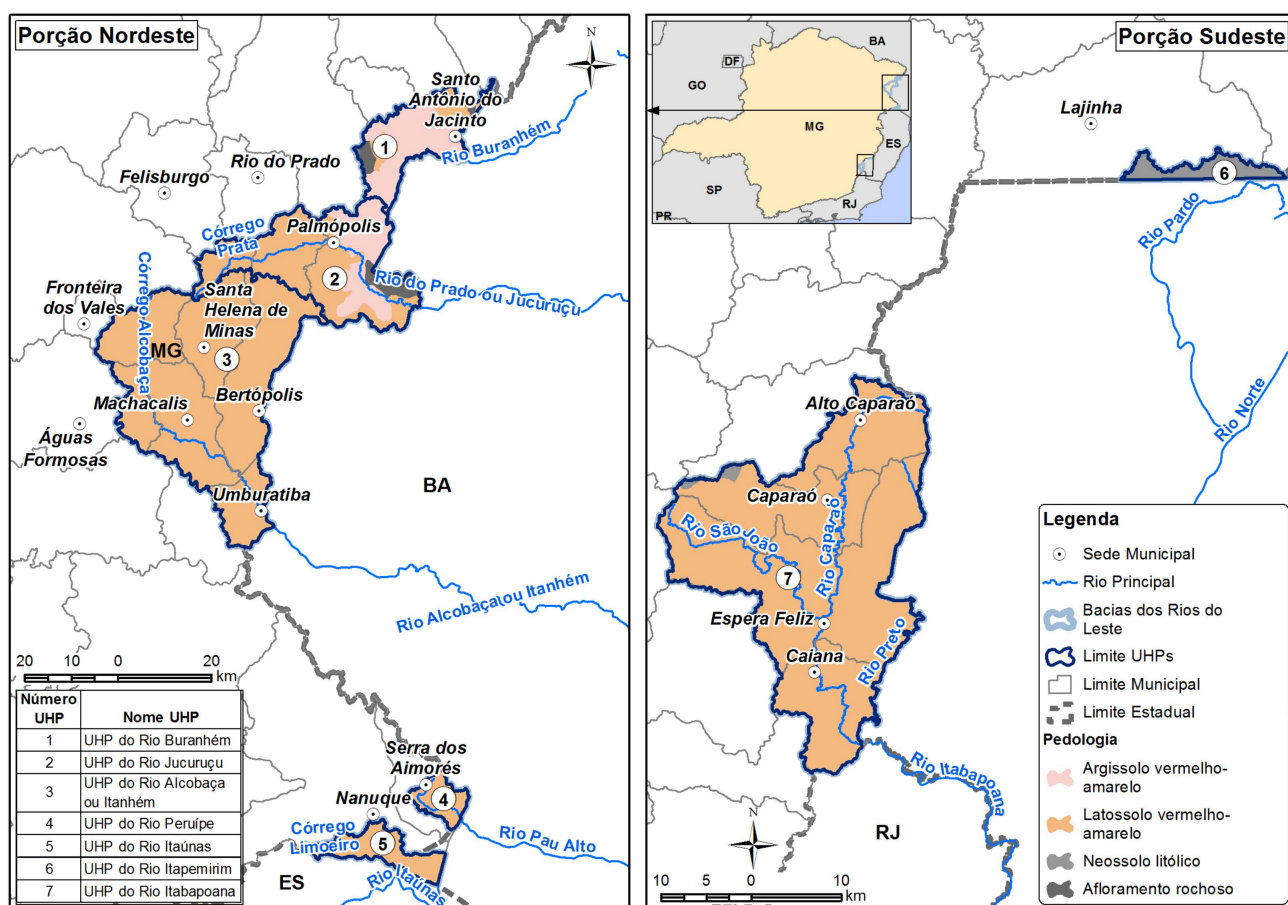 Porção Nordeste
N
Santo
Antônio do
Jacinto
1
Rio Buranhém
Rio do Prado
Felisburgo
Palmópolis
Córrego
Prata
2
Rio do Prado ou Jucuruçu
Fronteira
dos Vales
Santa
Helena de
Minas
Córrego Alcobaça
MG
3
Bertópolis
Machacalis
Águas
Formosas
BA
Umburatiba
Rio Alcobaça ou Itanhém
20 10 0 20
km
Número
UHP
Nome UHP
1 UHP do Rio Buranhém
2 UHP do Rio Jucuruçu
3 UHP do Rio Alcobaça
ou Itanhém
4 UHP do Rio Peruípe
5 UHP do Rio Itaúnas
6 UHP do Rio Itapemirim
7 UHP do Rio Itabapoana
Serra dos
Aimorés
4
Nanuque
Córrego
Limoeiro
5
Rio Pau Alto
ES
Rio Itaúnas
Porção Sudeste
BA
DF
GO
MG
ES
SP
RJ
PR
Lajinha
6
Rio Pardo
Rio Norte
Alto Caparaó
Caparaó
Rio São João
Rio Caparaó
7
Espera Feliz
Caiana
Rio Preto
Rio Itabapoana
N
RJ
10 5 0 10
km
Legenda
Sede Municipal
Rio Principal
Bacias dos Rios do
Leste
Limite UHPs
Limite Municipal
Limite Estadual
Pedologia
Argissolo vermelho-
amarelo
Latossolo vermelho-
amarelo
Neossolo litólico
Afloramento rochoso